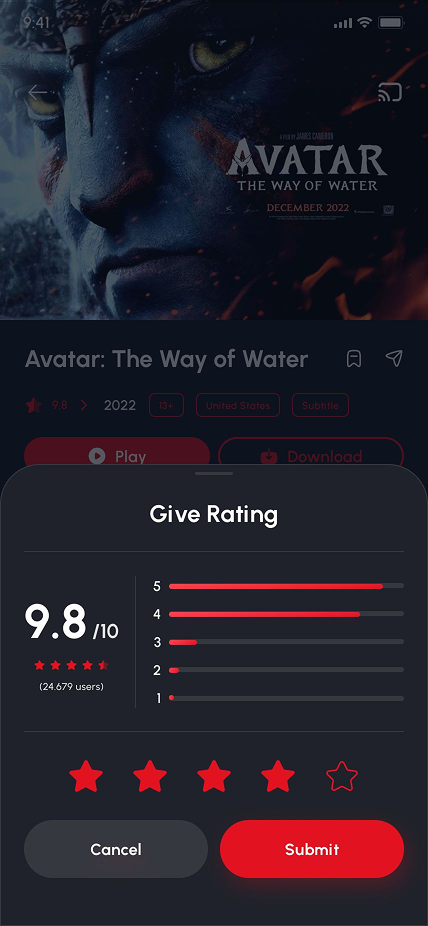 9:41
A FILM BY JAMES CAMERON
AVATAR
THE WAY OF WATER
DECEMBER 2022
Avatar: The Way of Water
9.8 2022 13+ United States Subtitle
Play Download
Give Rating
5
4
9.8 /10
3
2
(24.679 users)
1
Cancel Submit